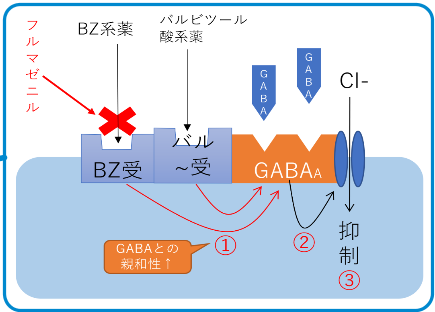 フルマゼニル
BZ系薬
バルビツール
酸系薬
GABA
GABA
Cl-
BZ受
バル
~受
GABAA
GABAとの
親和性↑
①
②
抑制
③